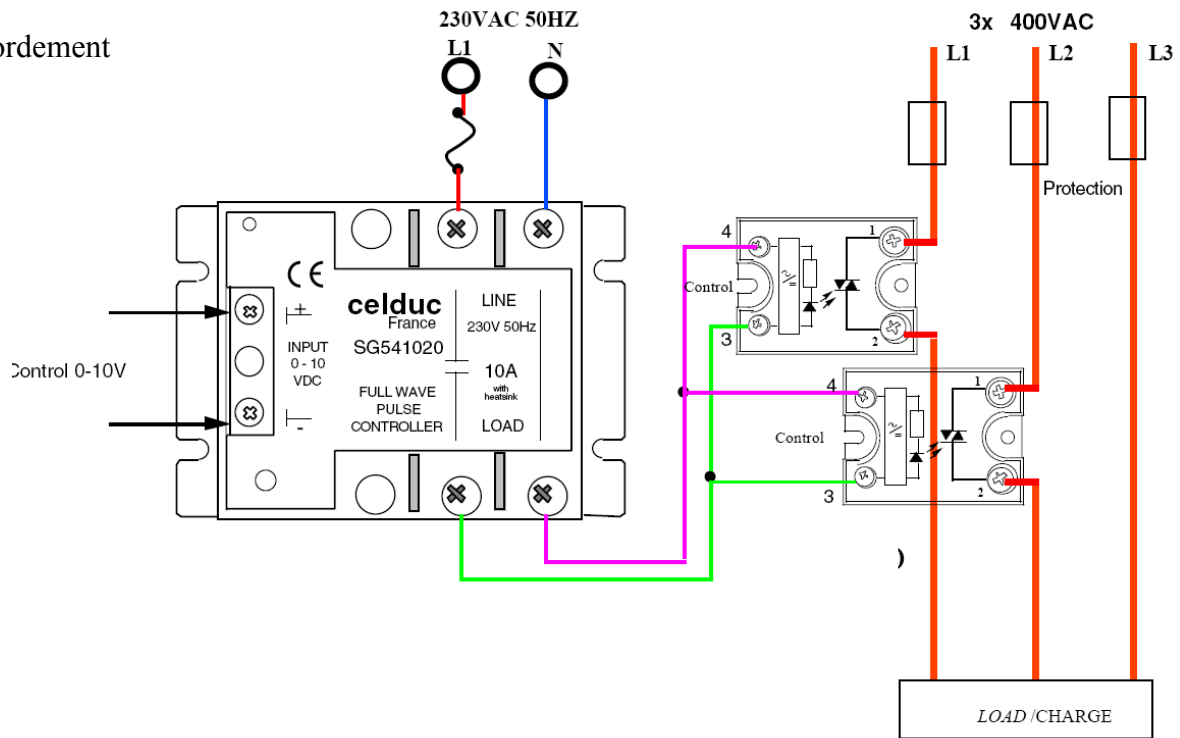 230VAC 50HZ
ordement
L1
N
3x 400VAC
L1
L2
L3
Protection
CE
celduc
France
SG541020
FULL WAVE
PULSE
CONTROLLER
LINE
230V 50Hz
10A
with
heatsink
LOAD
+
INPUT
0 - 10
VDC
-
Control 0-10V
4
Control
3
~/=
1
2
4
Control
3
~/=
1
2
)
LOAD /CHARGE